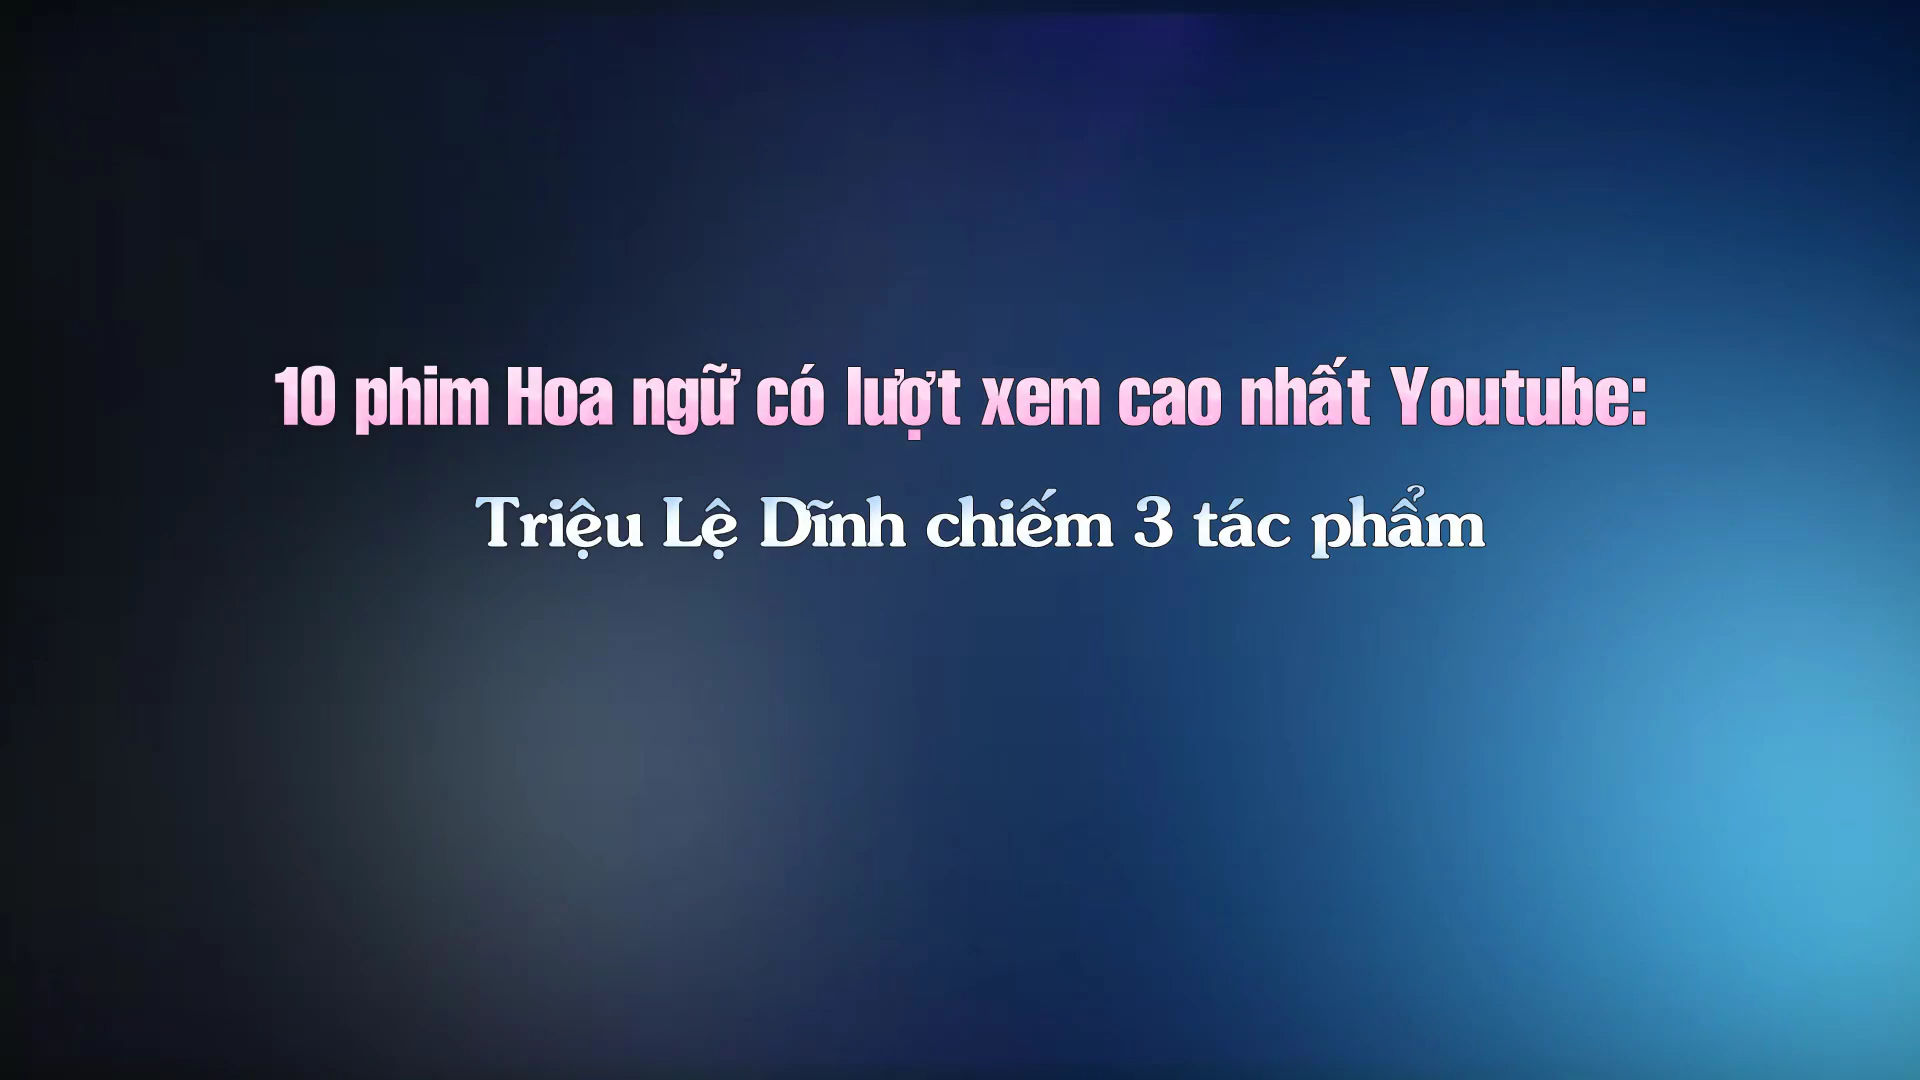 10 phim Hoa ngữ có lượt xem cao nhất Youtube:
Triệu Lệ Dĩnh chiếm 3 tác phẩm